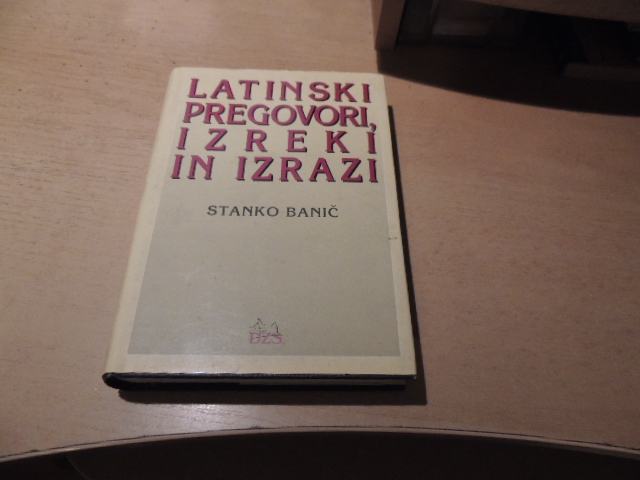 LATINSKI
PREGOVORI,
IZREKI
IN IZRAZI
STANKO BANIČ
DZS